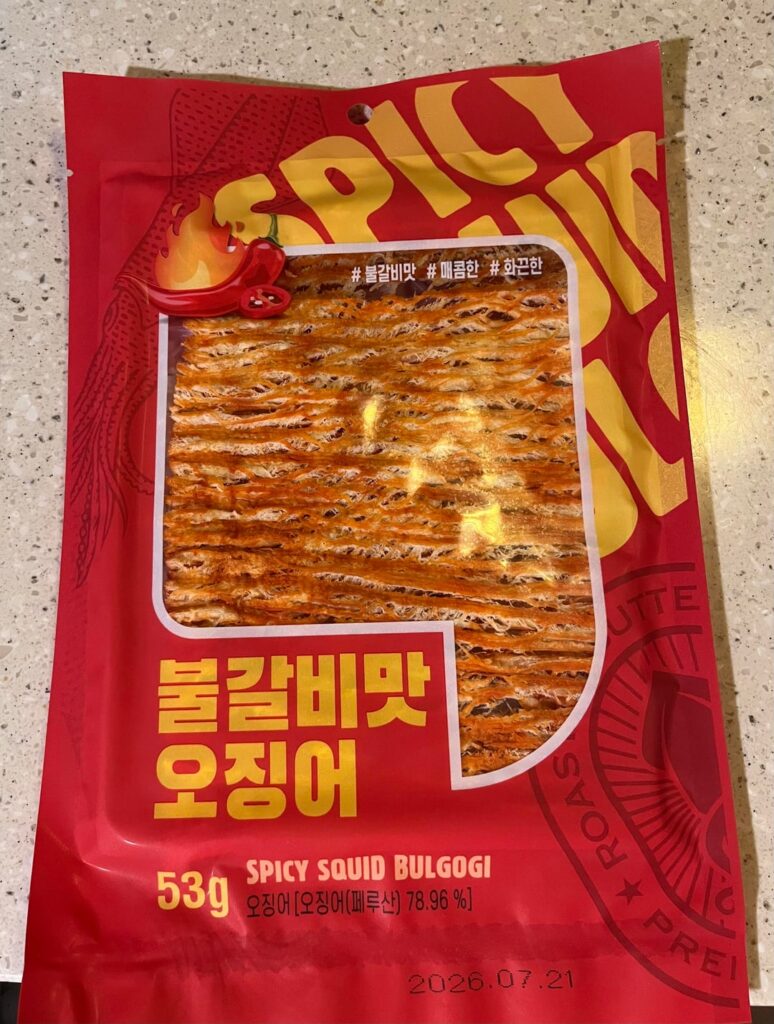 SPICY
# 불갈비맛 # 매콤한 # 화끈한
불갈비맛
오징어
53g
SPICY SQUID BULGOGI
오징어 [오징어(페루산) 78.96 %]
2026.07.21